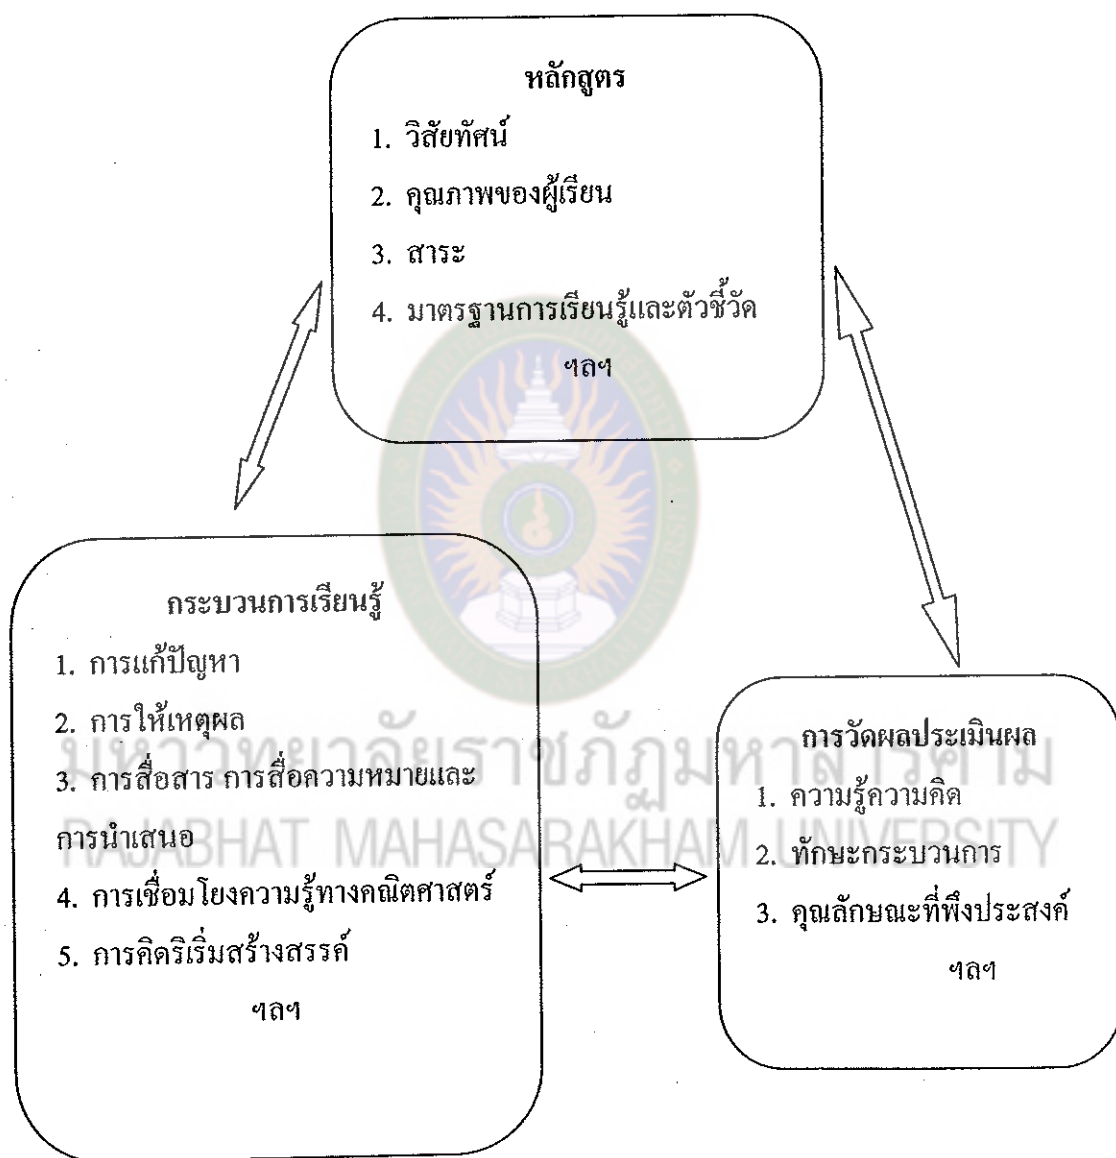 หลักสูตร
1. วิสัยทัศน์
2. คุณภาพของผู้เรียน
3. สาระ
4. มาตรฐานการเรียนรู้และตัวชี้วัด
ฯลฯ
กระบวนการเรียนรู้
1. การแก้ปัญหา
2. การให้เหตุผล
3. การสื่อสาร การสื่อความหมายและ
การนำเสนอ
4. การเชื่อมโยงความรู้ทางคณิตศาสตร์
5. การคิดริเริ่มสร้างสรรค์
ฯลฯ
การวัดผลประเมินผล
1. ความรู้ความคิด
2. ทักษะกระบวนการ
3. คุณลักษณะที่พึงประสงค์
ฯลฯ
มหาวิทยาลัยราชภัฏมหาสารคาม
RAJABHAT MAHASARAKHAM UNIVERSITY